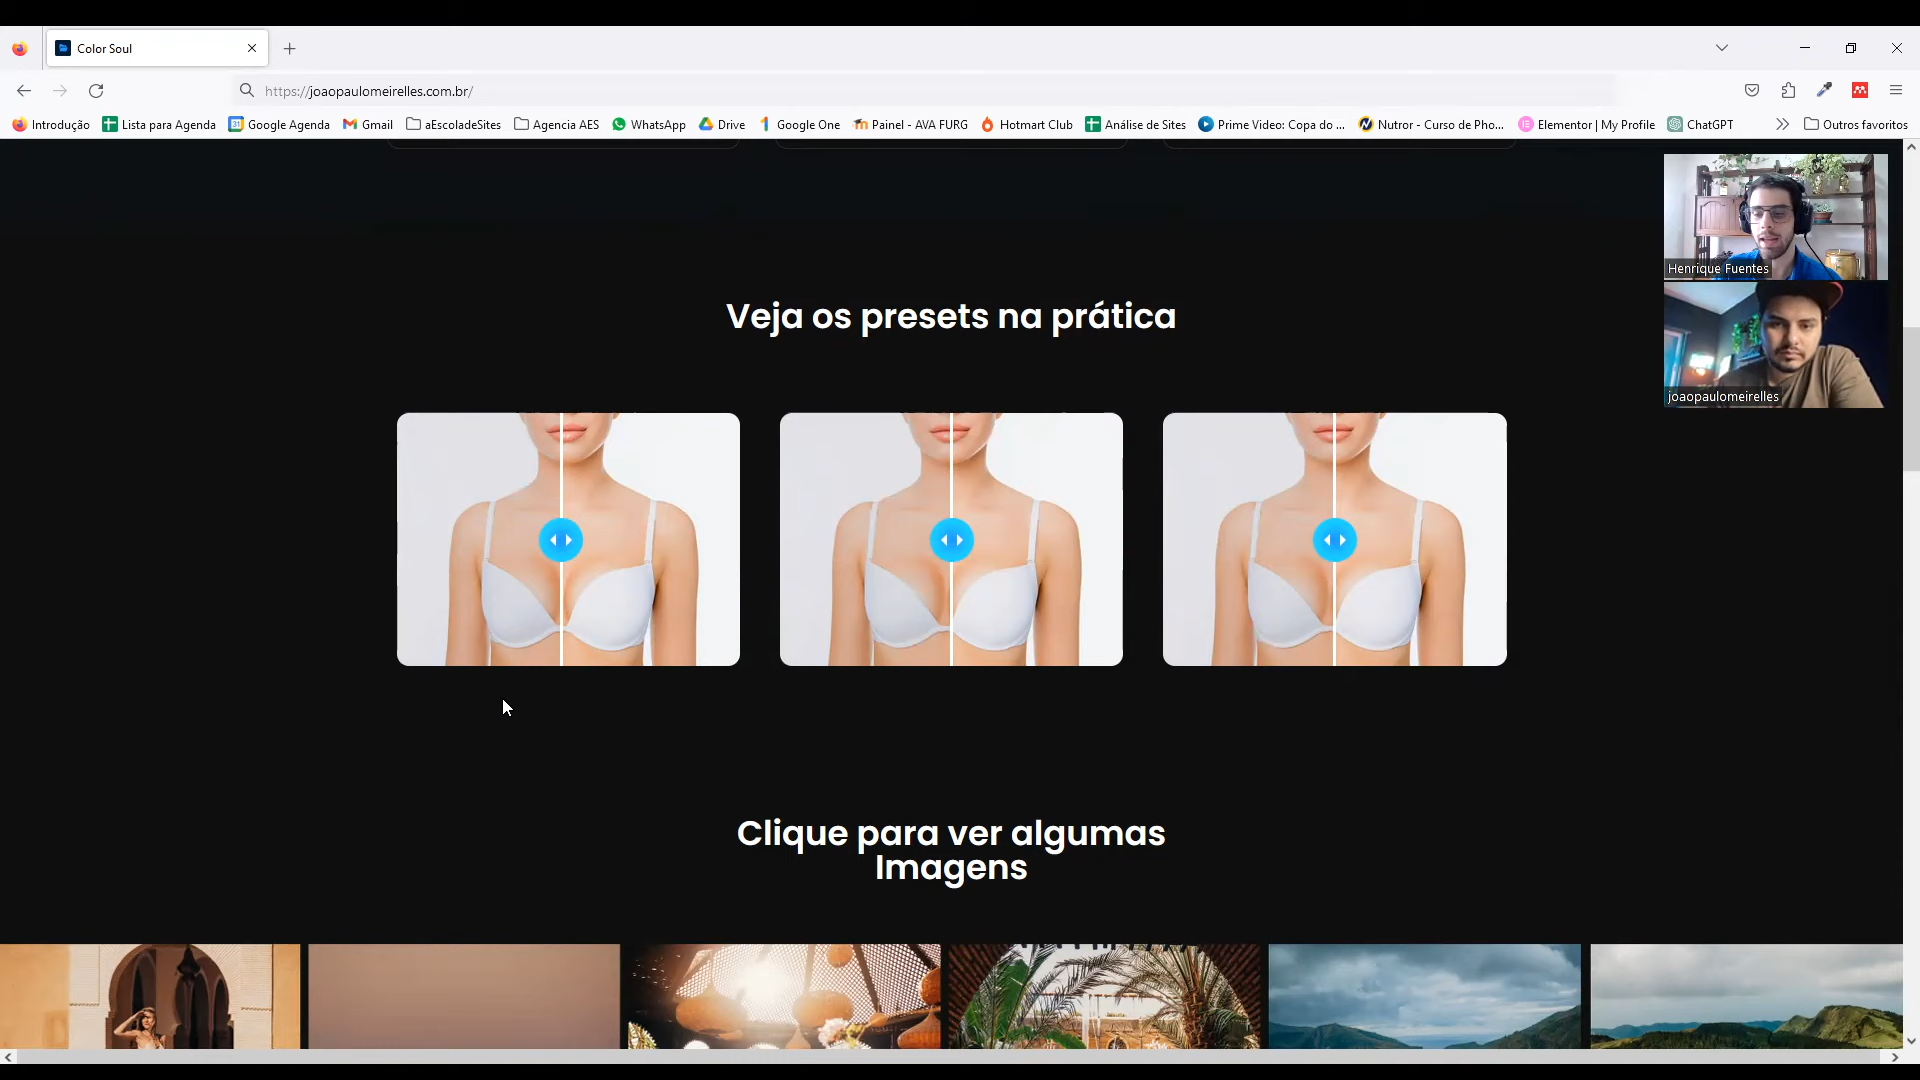 Color Soul
https://joaopaulomeirelles.com.br/
Introdução
Lista para Agenda
Google Agenda
Gmail
aEscoladeSites
Agencia AES
WhatsApp
Drive
Google One
Painel - AVA FURG
Hotmart Club
Análise de Sites
Prime Video: Copa do ...
Nutror - Curso de Pho...
Elementor | My Profile
ChatGPT
Outros favoritos
Henrique Fuentes
joaopaulomeirelles
Veja os presets na prática
Clique para ver algumas
Imagens